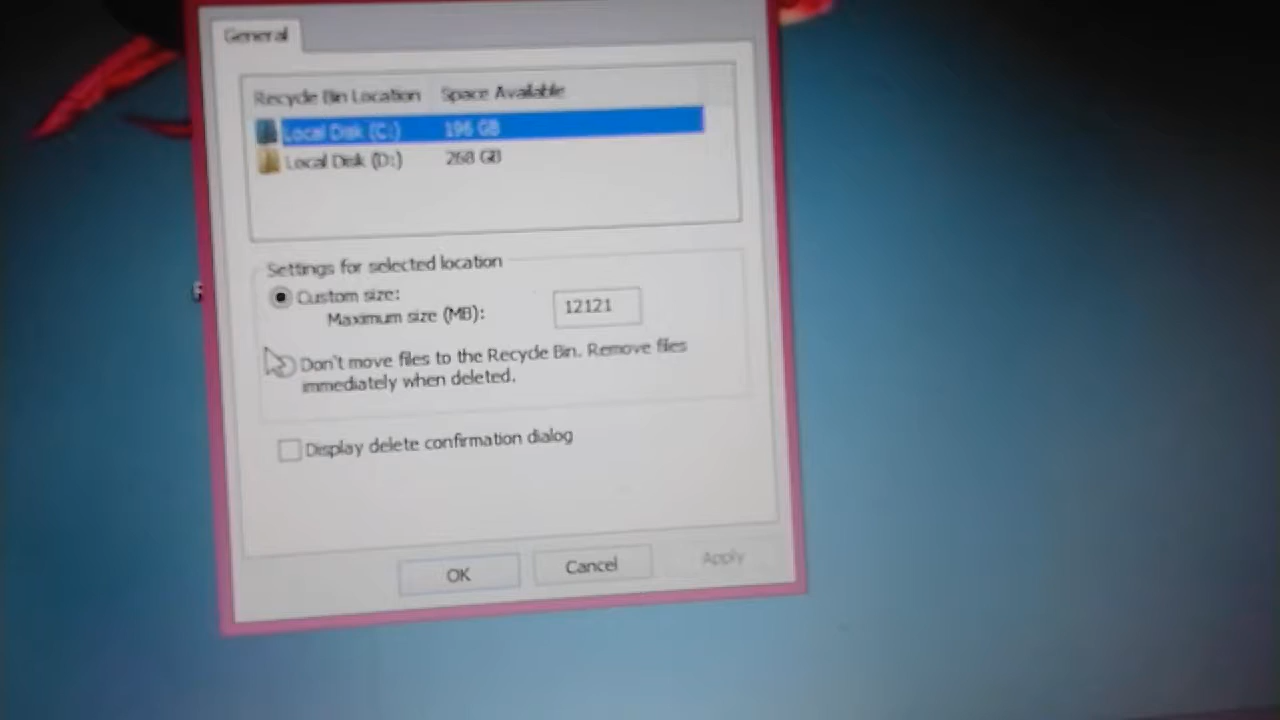 General
Recycle Bin Location Space Available
Local Disk (C:) 196 GB
Local Disk (D:) 268 GB
Settings for selected location
Custom size:
Maximum size (MB): 12121
Don't move files to the Recycle Bin. Remove files
immediately when deleted.
Display delete confirmation dialog
OK Cancel Apply